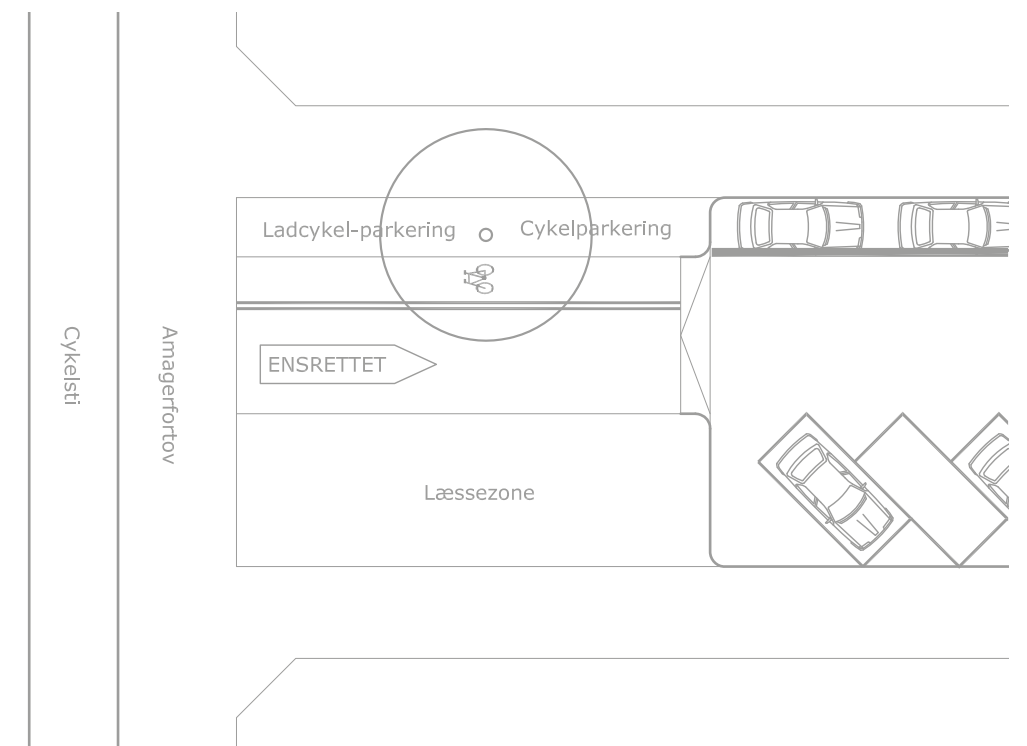 Ladcykel-parkering
Cykelparkering
Cykelsti
Amagerfortov
ENSRETTET
Læssezone